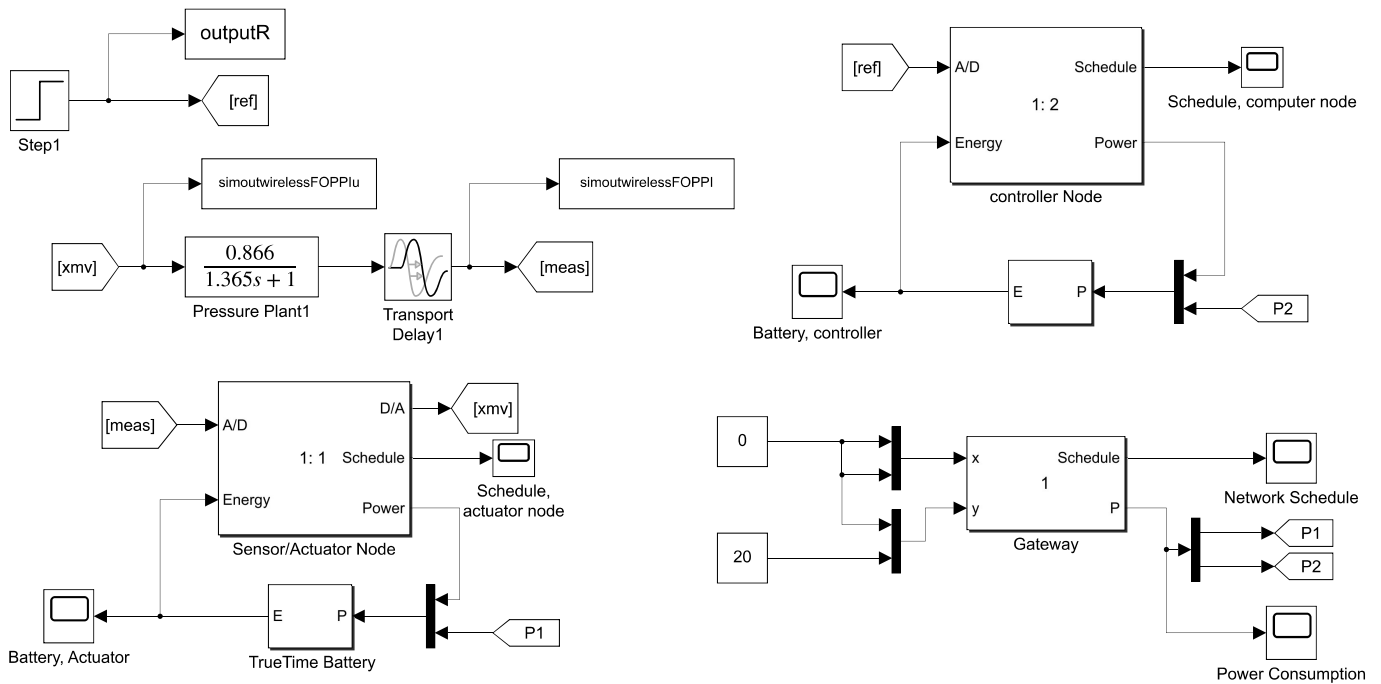 outputR
[ref]
Step1
simoutwirelessFOPPIu
simoutwirelessFOPPI
[xmv]
0.866
1.365s + 1
[meas]
Pressure Plant1
Transport
Delay1
[ref]
A/D
Schedule
1: 2
Schedule, computer node
Energy
Power
controller Node
E
P
P2
Battery, controller
[meas]
A/D
D/A
[xmv]
1: 1
Schedule
Schedule,
actuator node
Energy
Power
Sensor/Actuator Node
E
P
P1
Battery, Actuator
TrueTime Battery
0
20
x
Schedule
1
y
P
Gateway
Network Schedule
P1
P2
Power Consumption